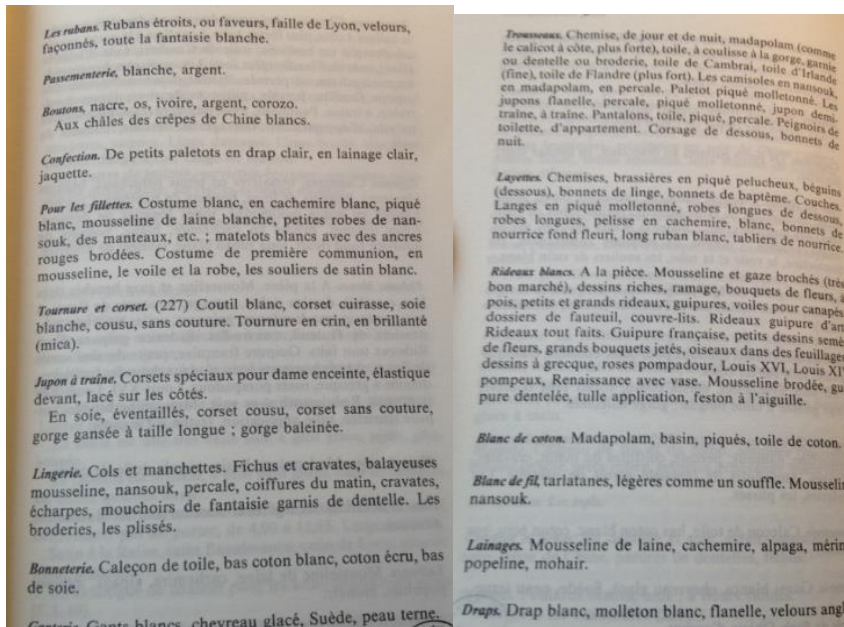 Les rubans. Rubans étroits, ou faveurs, faille de Lyon, velours,
façonnés, toute la fantaisie blanche.
Passementerie, blanche, argent.
Boutons, nacre, os, ivoire, argent, corozo.
Aux châles des crêpes de Chine blancs.
Confection. De petits paletots en drap clair, en lainage clair,
jaquette.
Pour les fillettes. Costume blanc, en cachemire blanc, piqué
blanc, mousseline de laine blanche, petites robes de nan-
souk, des manteaux, etc. ; matelots blancs avec des ancres
rouges brodées. Costume de première communion, en
mousseline, le voile et la robe, les souliers de satin blanc.
Tournure et corset. (227) Coutil blanc, corset cuirasse, soie
blanche, cousu, sans couture. Tournure en crin, en brillanté
(mica).
Jupon à traîne. Corsets spéciaux pour dame enceinte, élastique
devant, lacé sur les côtés.
En soie, éventaillés, corset cousu, corset sans couture,
gorge gansée à taille longue ; gorge baleinée.
Lingerie. Cols et manchettes. Fichus et cravates, balayeuses
mousseline, nansouk, percale, coiffures du matin, cravates,
écharpes, mouchoirs de fantaisie garnis de dentelle. Les
broderies, les plissés.
Bonneterie. Caleçon de toile, bas coton blanc, coton écru, bas
de soie.
Ganterie. Gants blancs, chevreau glacé, Suède, peau terne.
Trousseaux. Chemise, de jour et de nuit, madapolam (comme
le calicot à côte, plus forte), toile, à coulisse à la gorge, garnie
ou dentelle ou broderie, toile de Cambrai, toile d'Irlande
(fine), toile de Flandre (plus fort). Les camisoles en nansouk,
en madapolam, en percale. Paletot piqué molletonné. Les
jupons flanelle, percale, piqué molletonné, jupon demi-
traîne, à traîne. Pantalons, toile, piqué, percale. Peignoirs de
toilette, d'appartement. Corsage de dessous, bonnets de
nuit.
Layettes. Chemises, brassières en piqué pelucheux, béguins
(dessous), bonnets de linge, bonnets de baptême. Couches.
Langes en piqué molletonné, robes longues de dessous,
robes longues, pelisse en cachemire, blanc, bonnets de
nourrice fond fleuri, long ruban blanc, tabliers de nourrice.
Rideaux blancs. A la pièce. Mousseline et gaze brochés (très
bon marché), dessins riches, ramage, bouquets de fleurs, à
pois, petits et grands rideaux, guipures, voiles pour canapés,
dossiers de fauteuil, couvre-lits. Rideaux guipure d'art
Rideaux tout faits. Guipure française, petits dessins semé
de fleurs, grands bouquets jetés, oiseaux dans des feuillage
dessins à grecque, roses pompadour, Louis XVI, Louis XI
pompeux, Renaissance avec vase. Mousseline brodée, gui
pure dentelée, tulle application, feston à l'aiguille.
Blanc de coton. Madapolam, basin, piqués, toile de coton.
Blanc de fil, tarlatanes, légères comme un souffle. Mousselin
nansouk.
Lainages. Mousseline de laine, cachemire, alpaga, mérin
popeline, mohair.
Draps. Drap blanc, molleton blanc, flanelle, velours angl